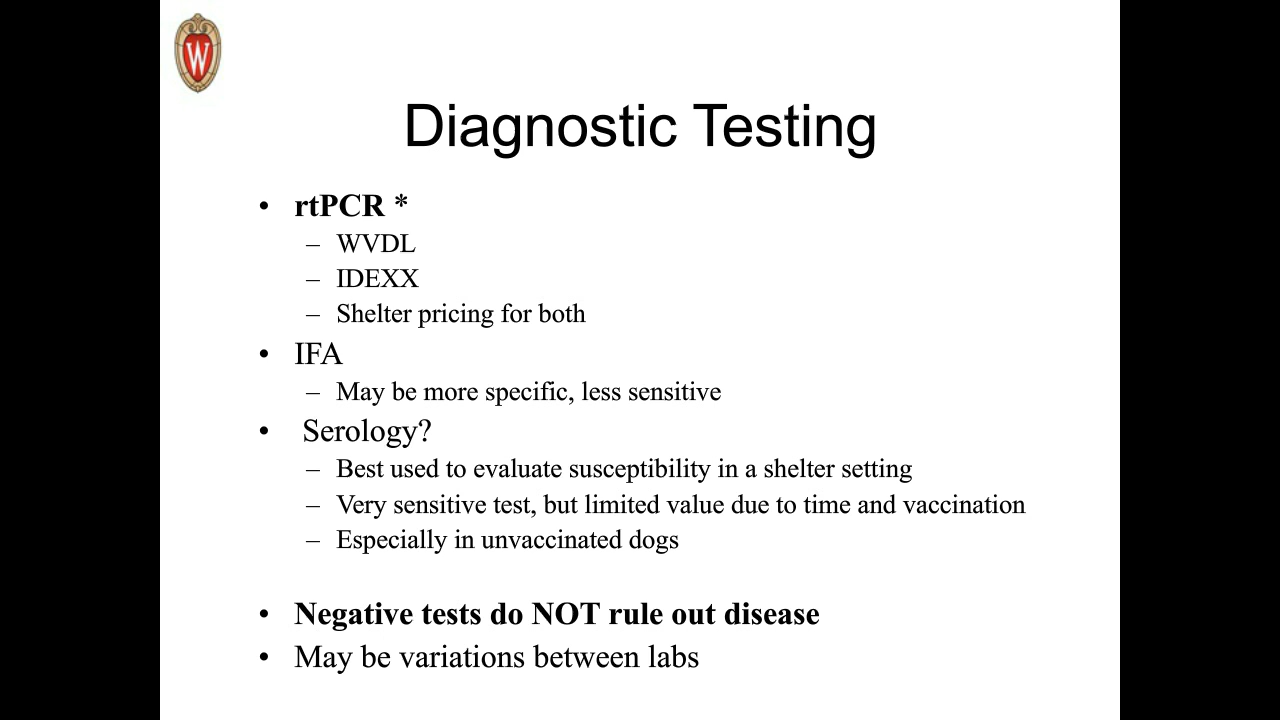 W
Diagnostic Testing
• rtPCR *
– WVDL
– IDEXX
– Shelter pricing for both
• IFA
– May be more specific, less sensitive
• Serology?
– Best used to evaluate susceptibility in a shelter setting
– Very sensitive test, but limited value due to time and vaccination
– Especially in unvaccinated dogs
• Negative tests do NOT rule out disease
• May be variations between labs